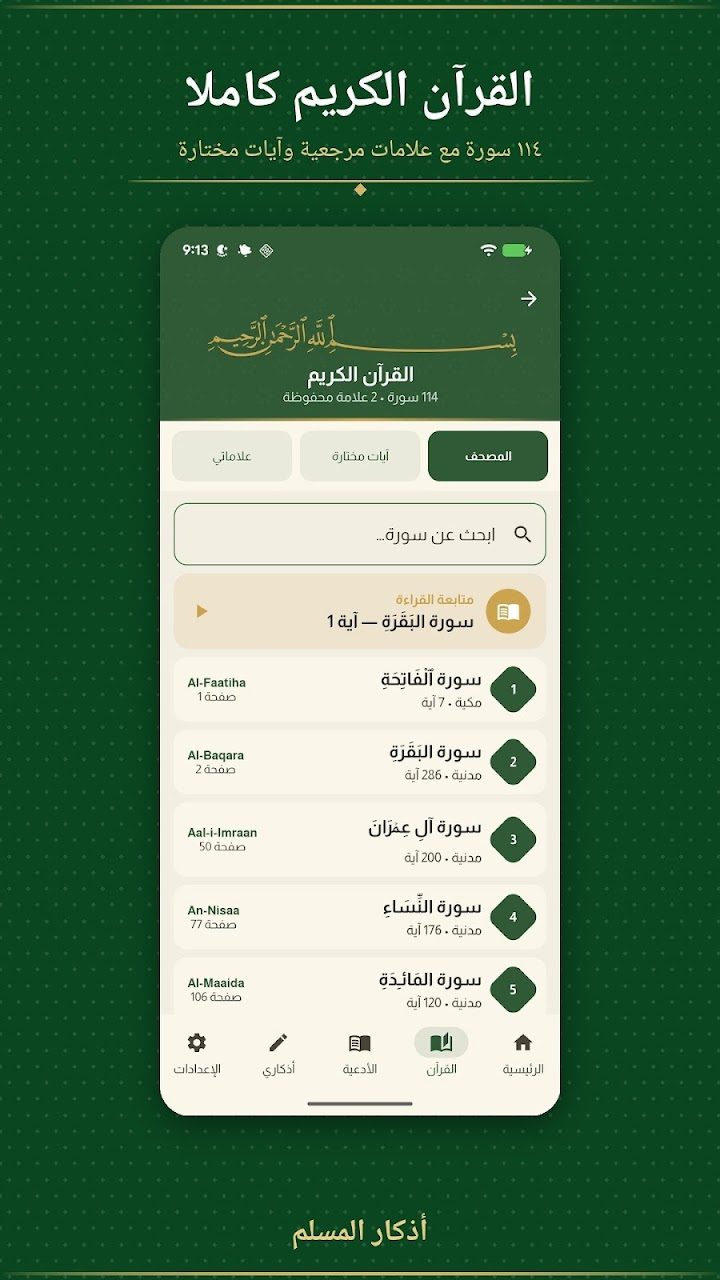 القرآن الكريم كاملا
١١٤ سورة مع علامات مرجعية وآيات مختارة
9:13
بِسْمِ اللَّهِ الرَّحْمَٰنِ الرَّحِيمِ
القرآن الكريم
114 سورة • 2 علامة محفوظة
المصحف
آيات مختارة
علاماتي
ابحث عن سورة...
متابعة القراءة
سورة البَقَرَةِ — آية 1
1
سورة ٱلْفَاتِحَةِ
مكية • 7 آية
Al-Faatiha
صفحة 1
2
سورة البَقَرَةِ
مدنية • 286 آية
Al-Baqara
صفحة 2
3
سورة آلِ عِمۡرَانَ
مدنية • 200 آية
Aal-i-Imraan
صفحة 50
4
سورة النِّسَاءِ
مدنية • 176 آية
An-Nisaa
صفحة 77
5
سورة المَائـِدَةِ
مدنية • 120 آية
Al-Maaida
صفحة 106
الرئيسية
القرآن
الأدعية
أذكاري
الإعدادات
أذكار المسلم